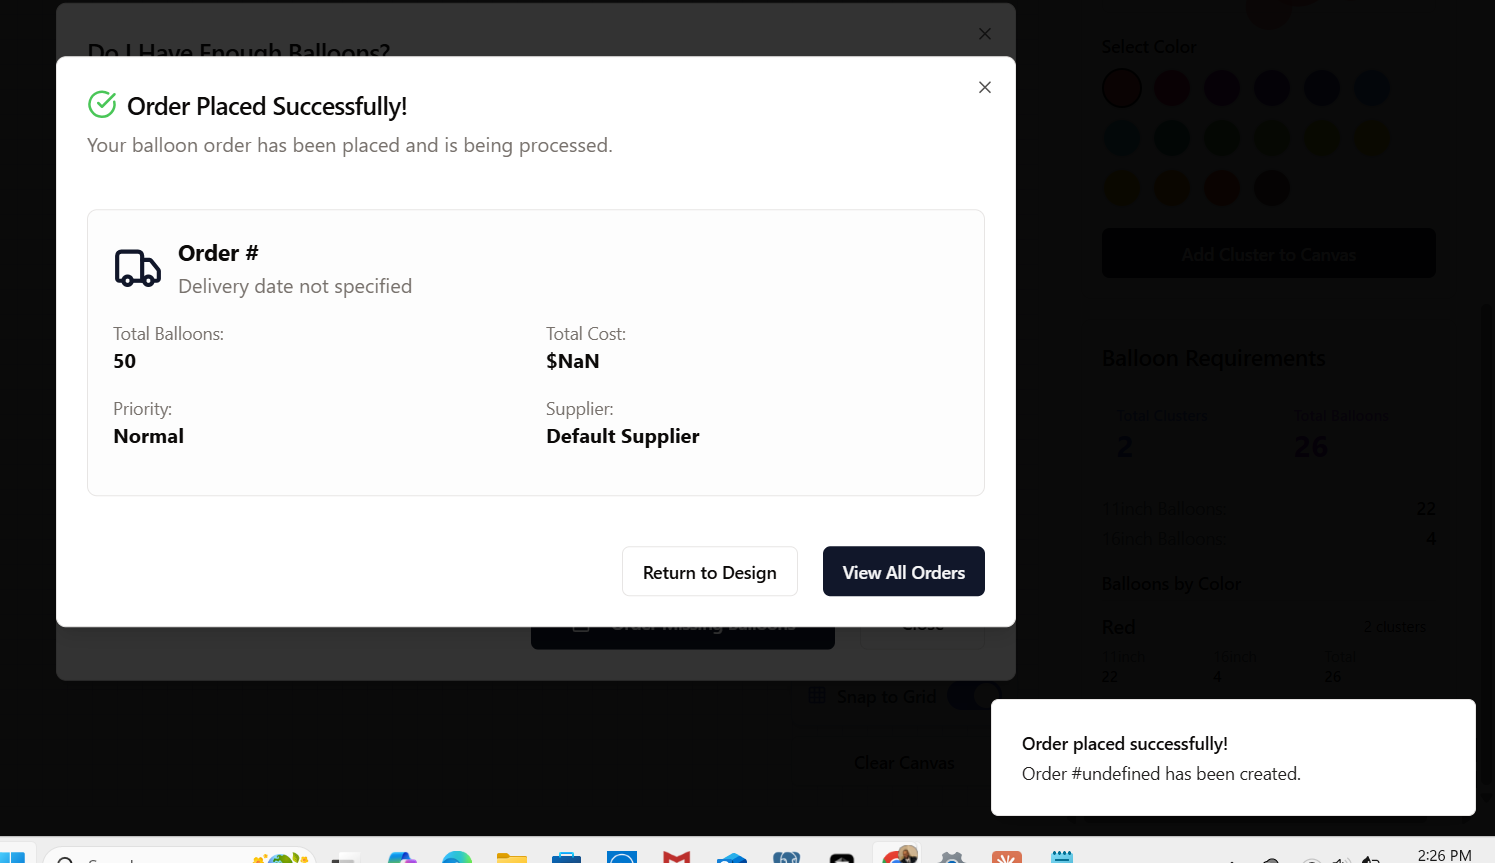 Do I Have Enough Balloons?
Order Placed Successfully!
Your balloon order has been placed and is being processed.
Order #
Delivery date not specified
Total Balloons:
50
Total Cost:
$NaN
Priority:
Normal
Supplier:
Default Supplier
Return to Design
View All Orders
Order Missing Balloons
Close
Snap to Grid
Clear Canvas
Select Color
Add Cluster to Canvas
Balloon Requirements
Total Clusters
Total Balloons
2
26
11inch Balloons:
22
16inch Balloons:
4
Balloons by Color
Red
2 clusters
11inch
16inch
Total
22
4
26
Order placed successfully!
Order #undefined has been created.
2:26 PM